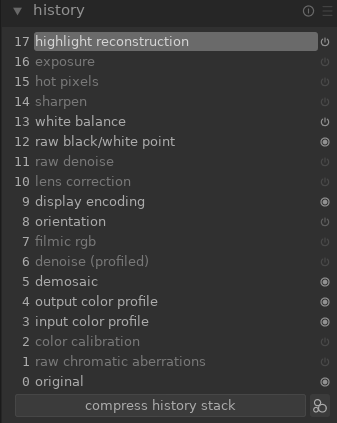 history
17 highlight reconstruction
16 exposure
15 hot pixels
14 sharpen
13 white balance
12 raw black/white point
11 raw denoise
10 lens correction
9 display encoding
8 orientation
7 filmic rgb
6 denoise (profiled)
5 demosaic
4 output color profile
3 input color profile
2 color calibration
1 raw chromatic aberrations
0 original
compress history stack